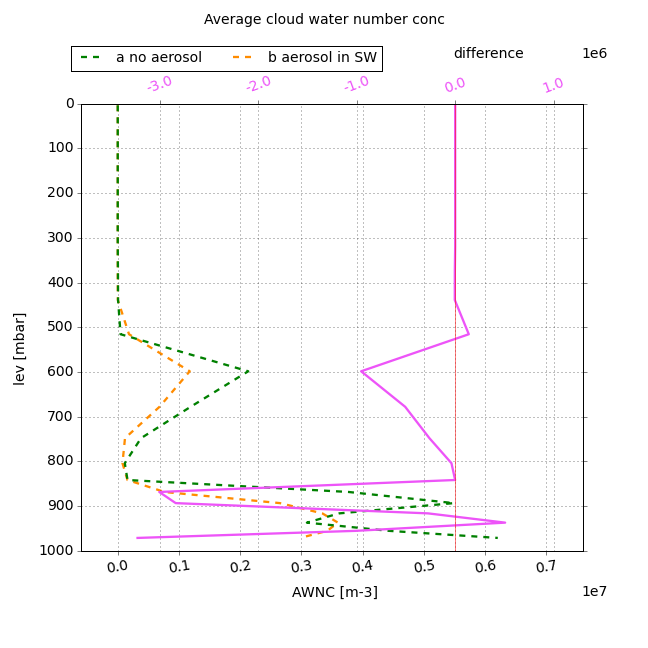 Average cloud water number conc
a no aerosol b aerosol in SW difference 1e6
-3.0 -2.0 -1.0 0.0 1.0
0
100
200
300
400
500
600
700
800
900
1000
lev [mbar]
0.0 0.1 0.2 0.3 0.4 0.5 0.6 0.7
AWNC [m-3] 1e7